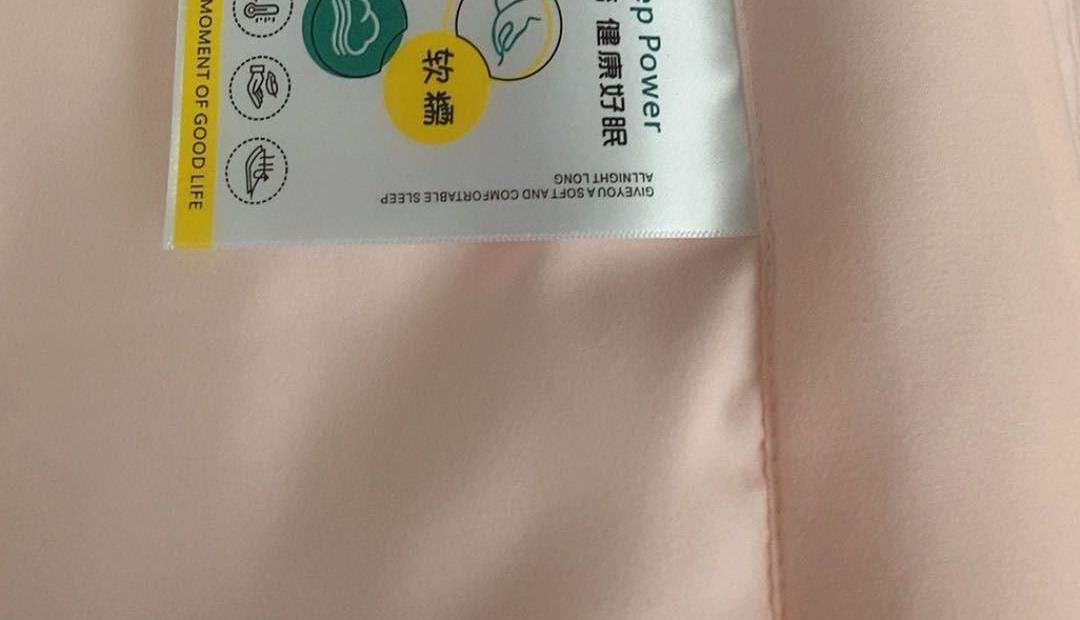 ep Power
健康好眠
GIVEYOU A SOFT AND COMFORTABLE SLEEP
ALLNIGHT LONG
软糯
MOMENT OF GOOD LIFE